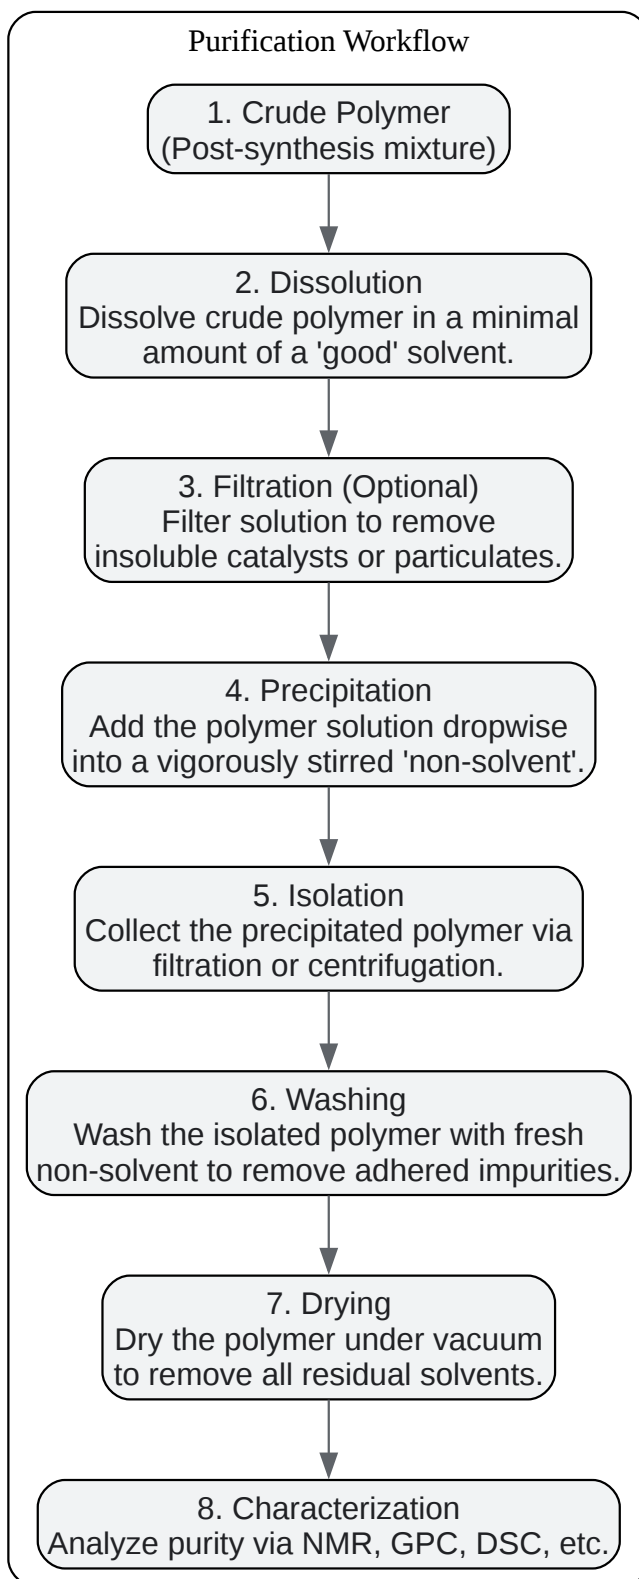 Purification Workflow
1. Crude Polymer
(Post-synthesis mixture)
2. Dissolution
Dissolve crude polymer in a minimal
amount of a 'good' solvent.
3. Filtration (Optional)
Filter solution to remove
insoluble catalysts or particulates.
4. Precipitation
Add the polymer solution dropwise
into a vigorously stirred 'non-solvent'.
5. Isolation
Collect the precipitated polymer via
filtration or centrifugation.
6. Washing
Wash the isolated polymer with fresh
non-solvent to remove adhered impurities.
7. Drying
Dry the polymer under vacuum
to remove all residual solvents.
8. Characterization
Analyze purity via NMR, GPC, DSC, etc.